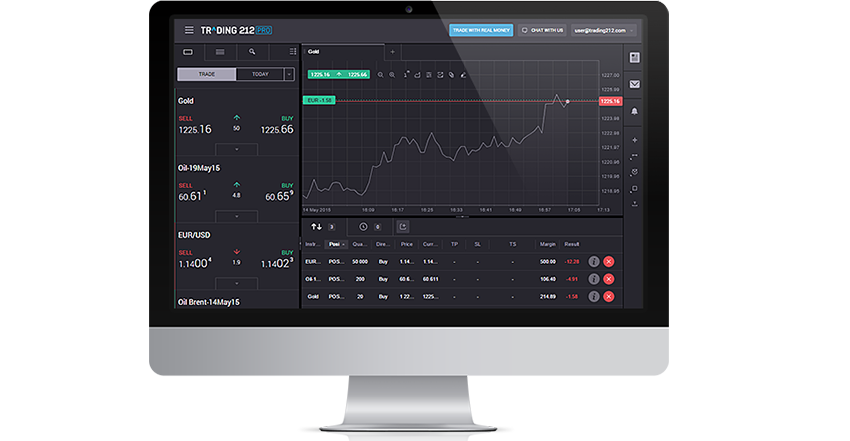 TRADING 212 PRO
TRADE WITH REAL MONEY
CHAT WITH US
user@trading212.com
TRADE
TODAY
Gold
SELL
BUY
1225.16
50
1225.66
Oil-19May15
SELL
BUY
60.61 1
4.8
60.65 9
EUR/USD
SELL
BUY
1.1400 4
1.9
1.1402 3
Oil Brent-14May15
Gold
+
1225.16
1225.66
EUR -1.58
1227.00
1225.98
1225.16
1223.98
1222.98
1221.97
1220.96
1219.96
1218.95
14 May 2015
18:09
18:17
16:25
16:33
16:41
16:49
16:57
17:05
17:13
3
0
Instr... Posi Qua... Dire... Price Curr... TP SL TS Margin Result
EUR... POS... 50 000 Buy 1.14... 1.14... - - - 500.00 -12.28
Oil-1... POS... 200 Buy 60.6... 60 611 - - - 106.40 -4.91
Gold POS... 20 Buy 1 22... 1225... - - - 214.89 -1.58